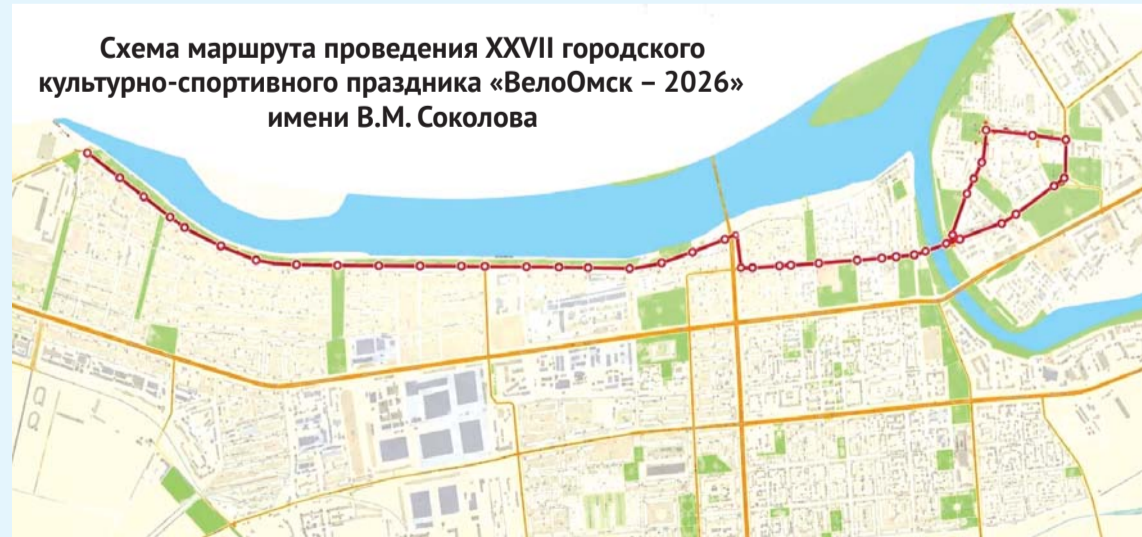 Схема маршрута проведения XXVII городского
культурно-спортивного праздника «ВелоОмск – 2026»
имени В.М. Соколова